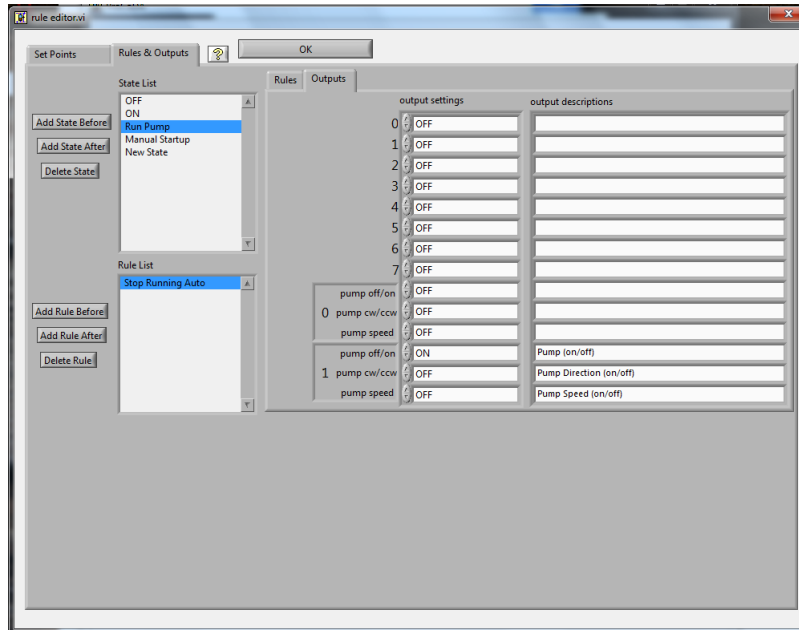 rule editor.vi
Set Points
Rules & Outputs
?
OK
State List
OFF
ON
Run Pump
Manual Startup
New State
Add State Before
Add State After
Delete State
Rule List
Stop Running Auto
Add Rule Before
Add Rule After
Delete Rule
Rules
Outputs
output settings
output descriptions
0 OFF
1 OFF
2 OFF
3 OFF
4 OFF
5 OFF
6 OFF
7 OFF
pump off/on OFF
0 pump cw/ccw OFF
pump speed OFF
pump off/on ON Pump (on/off)
1 pump cw/ccw OFF Pump Direction (on/off)
pump speed OFF Pump Speed (on/off)